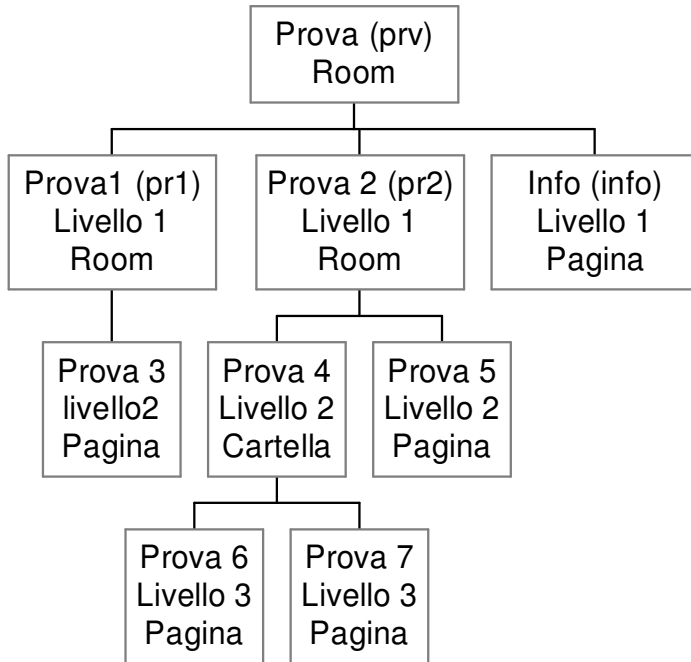 Prova (prv)
Room
Prova1 (pr1)
Livello 1
Room
Prova 2 (pr2)
Livello 1
Room
Info (info)
Livello 1
Pagina
Prova 3
livello2
Pagina
Prova 4
Livello 2
Cartella
Prova 5
Livello 2
Pagina
Prova 6
Livello 3
Pagina
Prova 7
Livello 3
Pagina